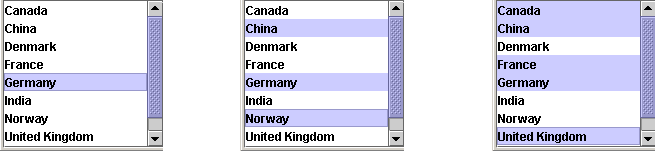 Canada
China
Denmark
France
Germany
India
Norway
United Kingdom
Canada
China
Denmark
France
Germany
India
Norway
United Kingdom
Canada
China
Denmark
France
Germany
India
Norway
United Kingdom